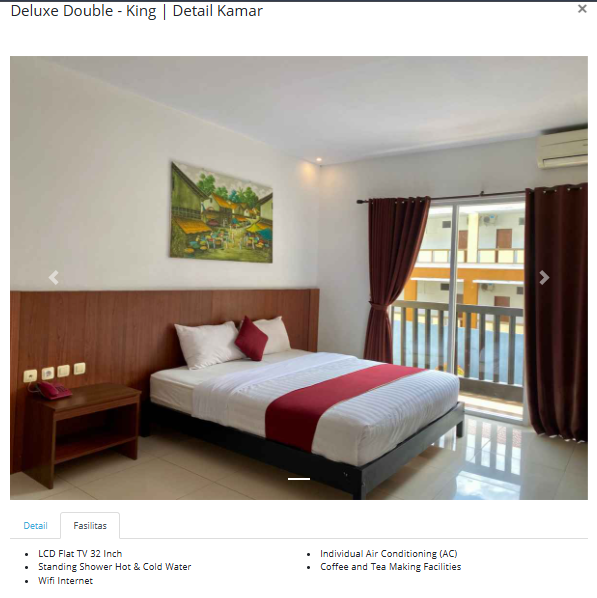 Deluxe Double - King | Detail Kamar
Detail
Fasilitas
LCD Flat TV 32 Inch
Standing Shower Hot & Cold Water
Wifi Internet
Individual Air Conditioning (AC)
Coffee and Tea Making Facilities